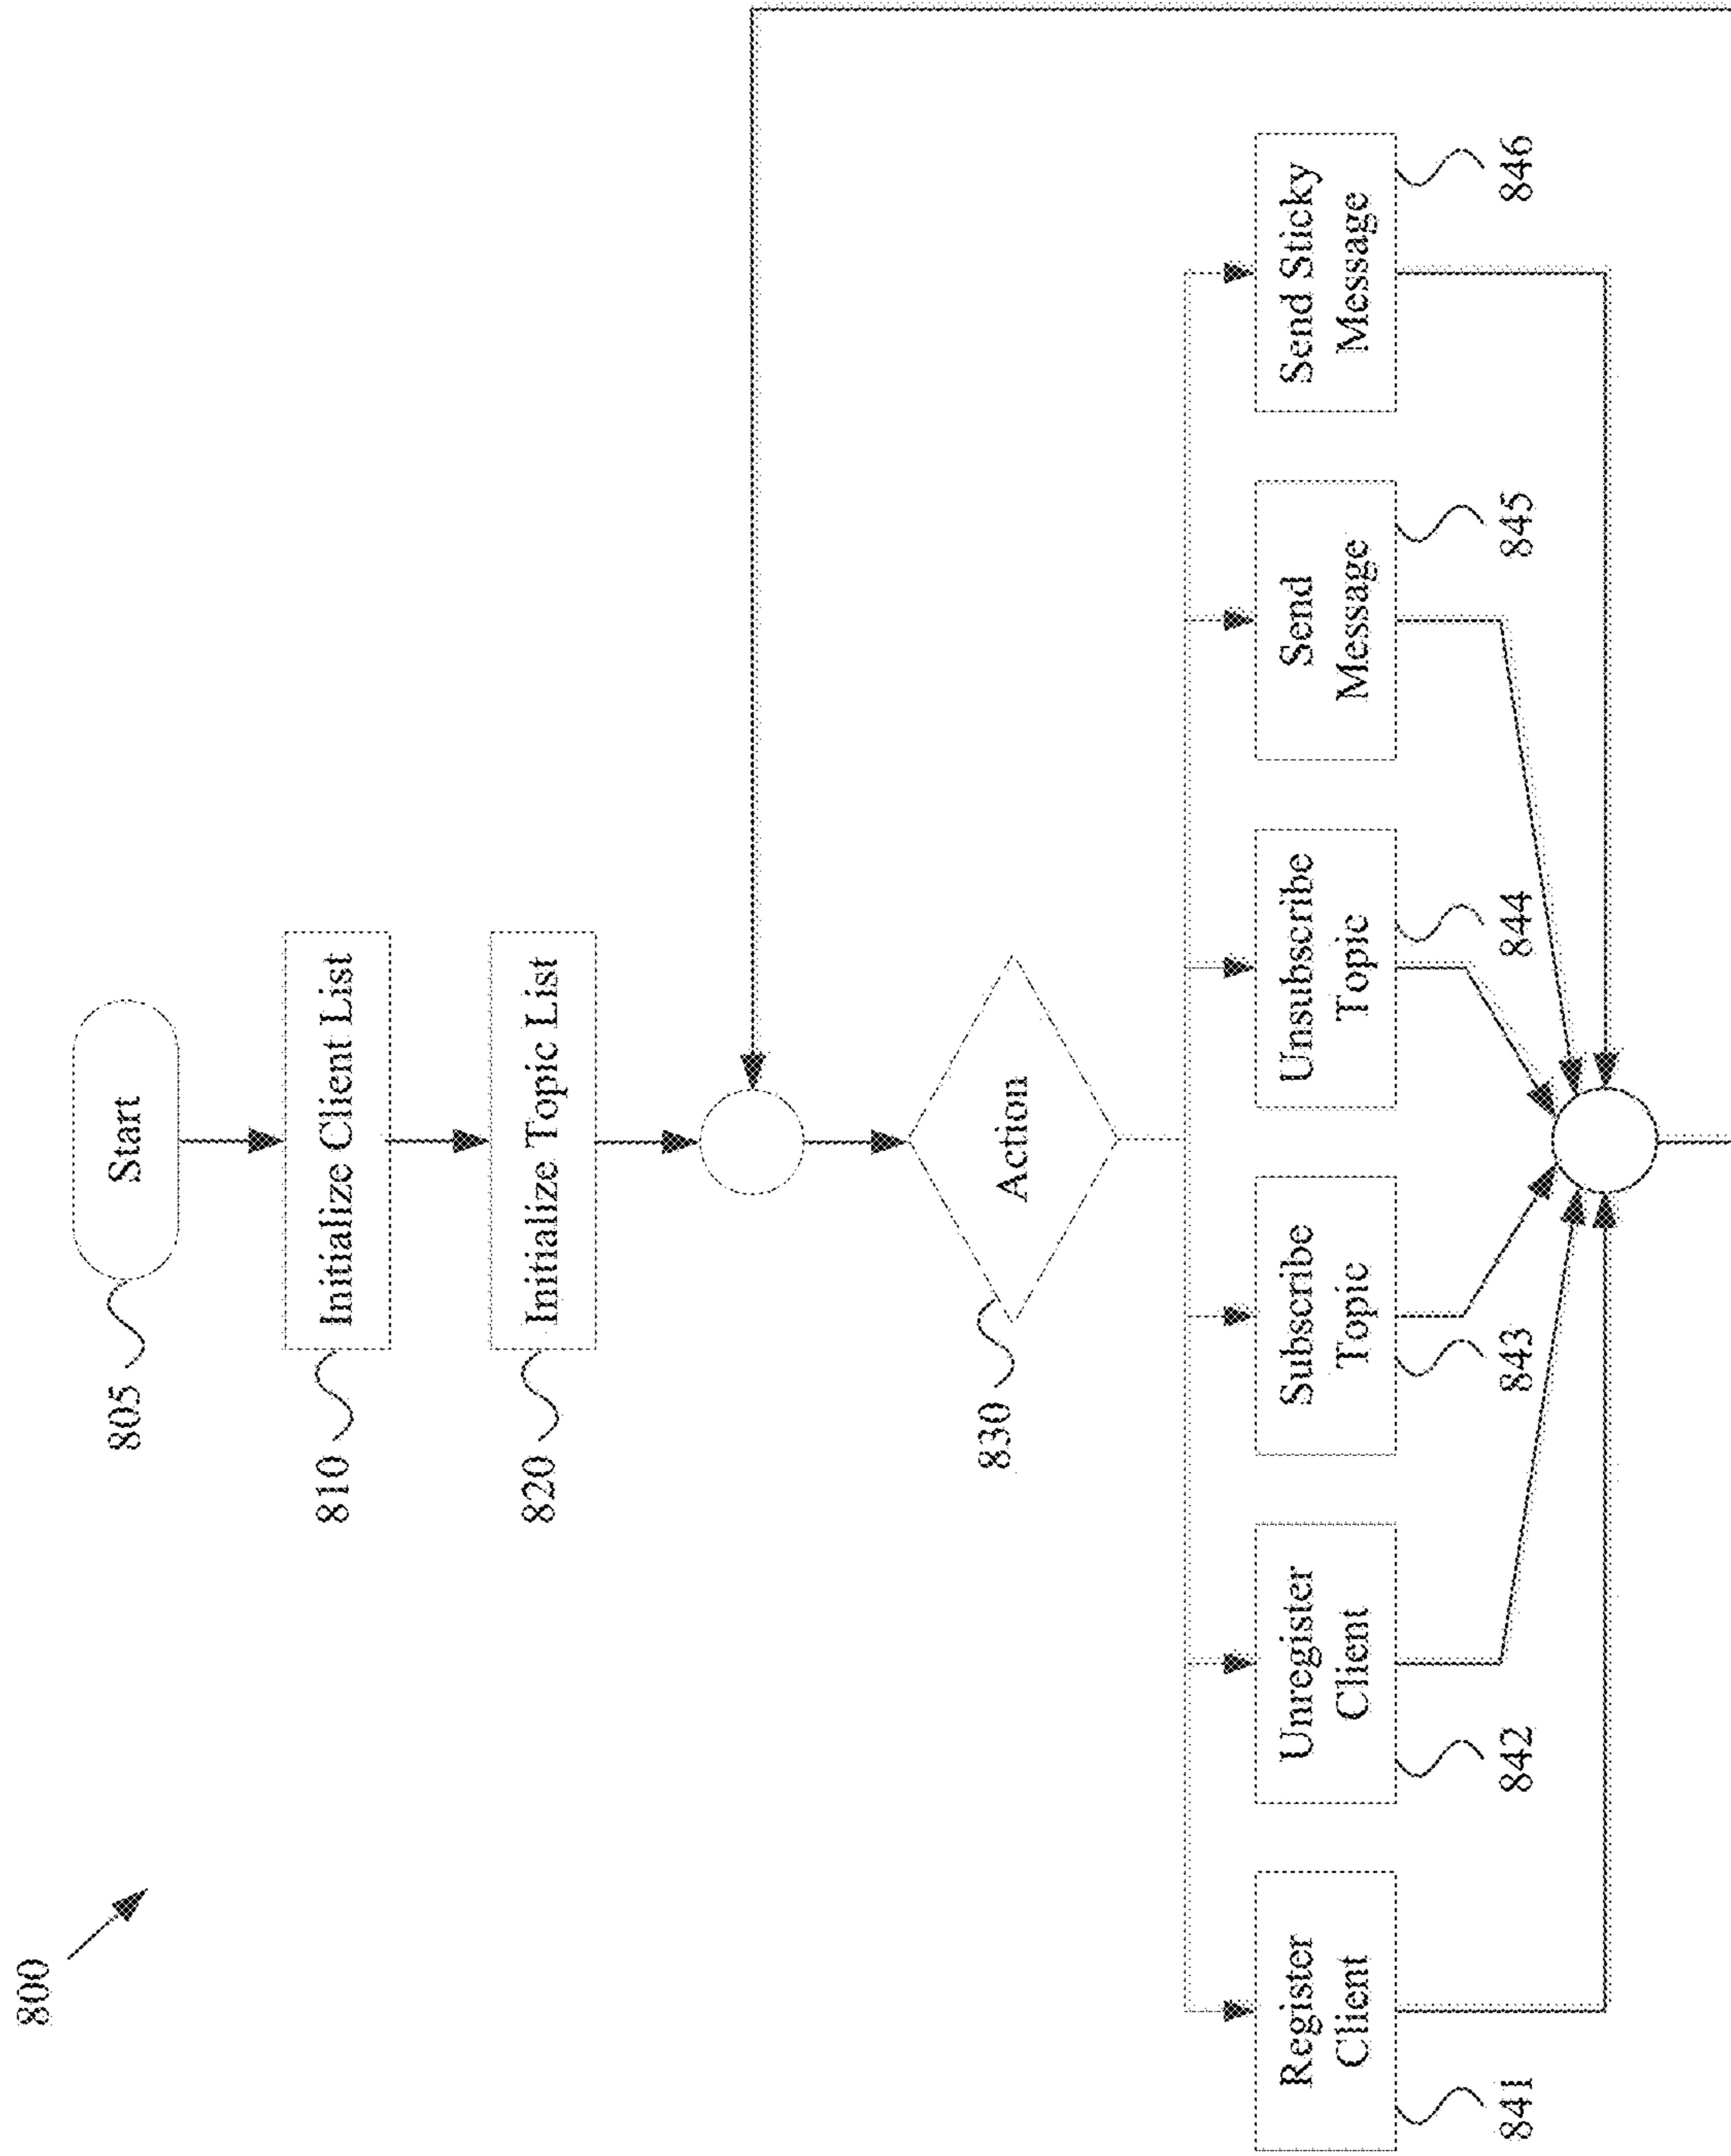 800
805
Start
810
Initialize Client List
820
Initialize Topic List
830
Action
Register
Client
841
Unregister
Client
842
Subscribe
Topic
843
Unsubscribe
Topic
844
Send
Message
845
Send Sticky
Message
846